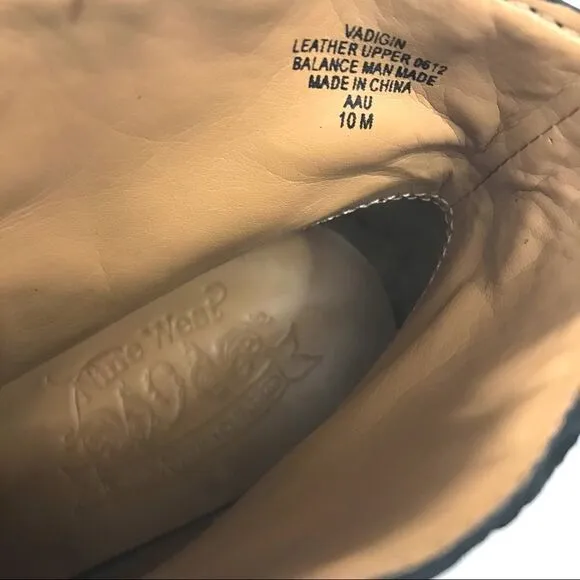 VADIGIN
LEATHER UPPER 0612
BALANCE MAN MADE
MADE IN CHINA
AAU
10 M
Nine West